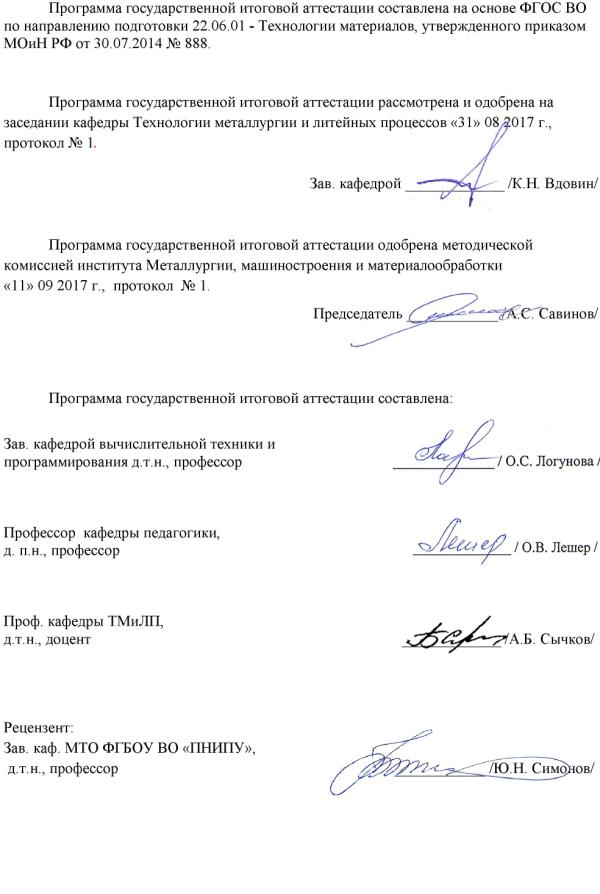 Программа государственной итоговой аттестации составлена на основе ФГОС ВО
по направлению подготовки 22.06.01 - Технологии материалов, утвержденного приказом
МОиН РФ от 30.07.2014 № 888.
Программа государственной итоговой аттестации рассмотрена и одобрена на
заседании кафедры Технологии металлургии и литейных процессов «31» 08 2017 г.,
протокол № 1.
Зав. кафедрой /К.Н. Вдовин/
Программа государственной итоговой аттестации одобрена методической
комиссией института Металлургии, машиностроения и материалообработки
«11» 09 2017 г., протокол № 1.
Председатель /А.С. Савинов/
Программа государственной итоговой аттестации составлена:
Зав. кафедрой вычислительной техники и
программирования д.т.н., профессор / О.С. Логунова /
Профессор кафедры педагогики,
д. п.н., профессор / О.В. Лешер /
Проф. кафедры ТМиЛП,
д.т.н., доцент /А.Б. Сычков/
Рецензент:
Зав. каф. МТО ФГБОУ ВО «ПНИПУ»,
д.т.н., профессор /Ю.Н. Симонов/